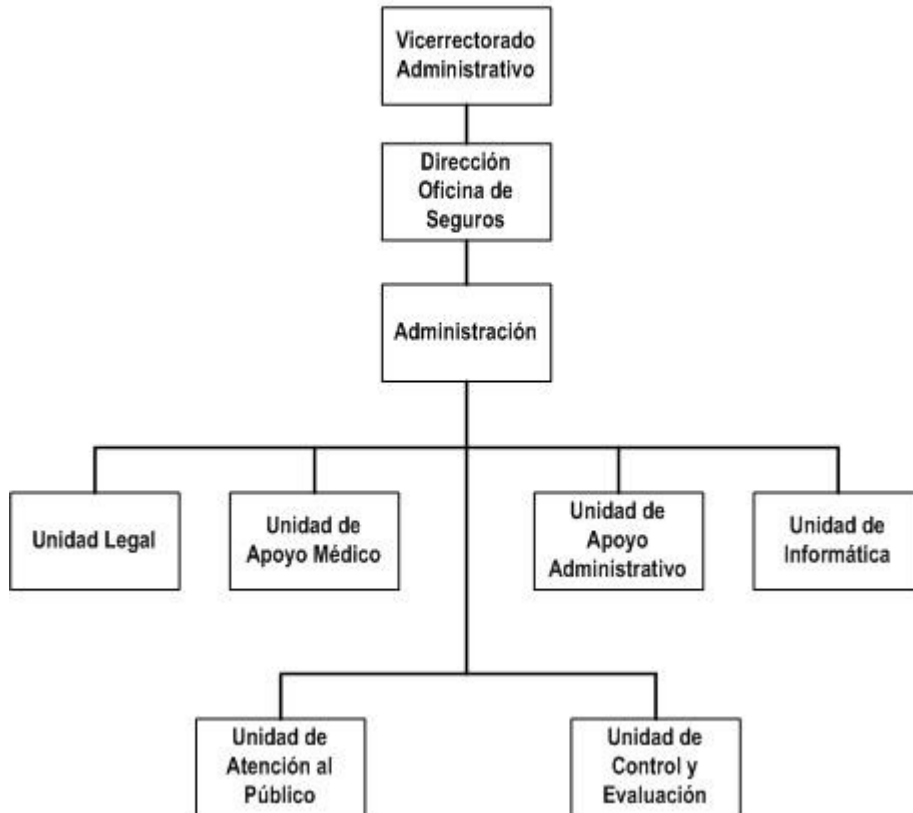 Vicerrectorado
Administrativo
Dirección
Oficina de
Seguros
Administración
Unidad Legal
Unidad de
Apoyo Médico
Unidad de
Apoyo
Administrativo
Unidad de
Informática
Unidad de
Atención al
Público
Unidad de
Control y
Evaluación